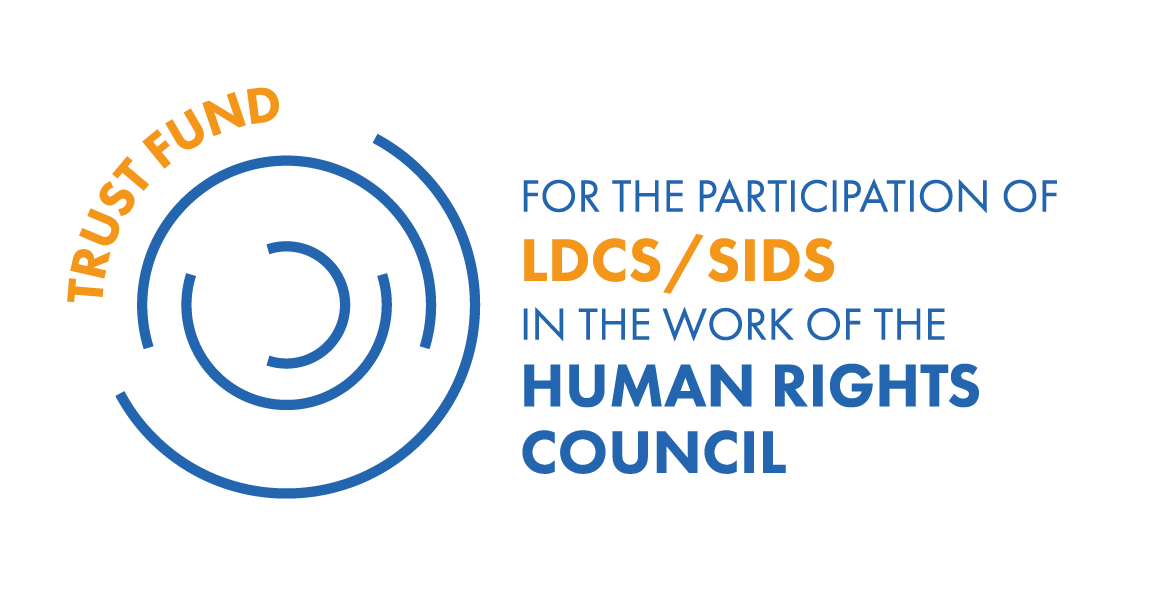 TRUST FUND
FOR THE PARTICIPATION OF
LDCS/SIDS
IN THE WORK OF THE
HUMAN RIGHTS
COUNCIL